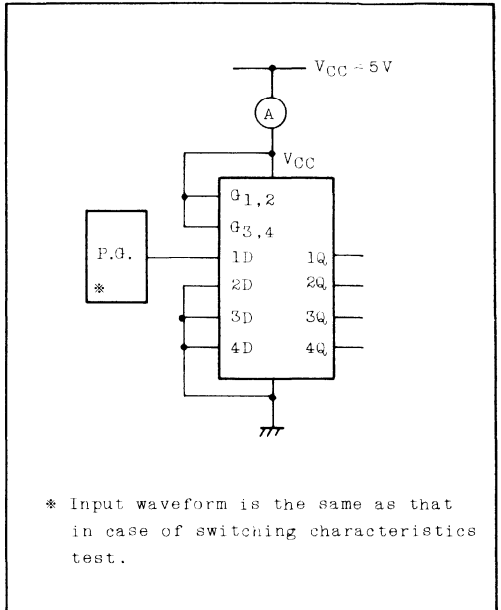 VCC = 5V
A
VCC
G1,2
G3,4
P.G.
※
1D
1Q
2D
2Q
3D
3Q
4D
4Q
※ Input waveform is the same as that
in case of switching characteristics
test.